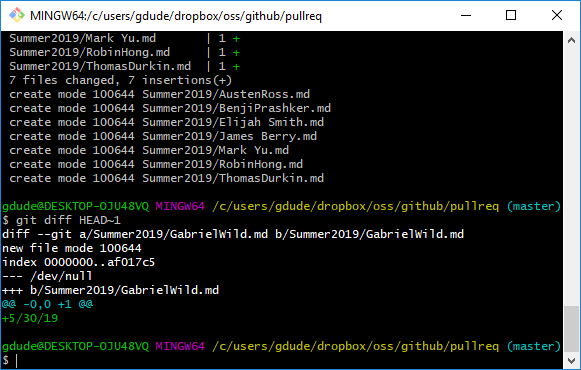 MINGW64:/c/users/gdude/dropbox/oss/github/pullreq
Summer2019/Mark Yu.md | 1 +
Summer2019/RobinHong.md | 1 +
Summer2019/ThomasDurkin.md | 1 +
7 files changed, 7 insertions(+)
create mode 100644 Summer2019/AustenRoss.md
create mode 100644 Summer2019/BenjiPrashker.md
create mode 100644 Summer2019/Elijah Smith.md
create mode 100644 Summer2019/James Berry.md
create mode 100644 Summer2019/Mark Yu.md
create mode 100644 Summer2019/RobinHong.md
create mode 100644 Summer2019/ThomasDurkin.md
gdude@DESKTOP-OJU48VQ MINGW64 /c/users/gdude/dropbox/oss/github/pullreq (master)
$ git diff HEAD~1
diff --git a/Summer2019/GabrielWild.md b/Summer2019/GabrielWild.md
new file mode 100644
index 0000000..af017c5
--- /dev/null
+++ b/Summer2019/GabrielWild.md
@@ -0,0 +1 @@
+5/30/19
gdude@DESKTOP-OJU48VQ MINGW64 /c/users/gdude/dropbox/oss/github/pullreq (master)
$